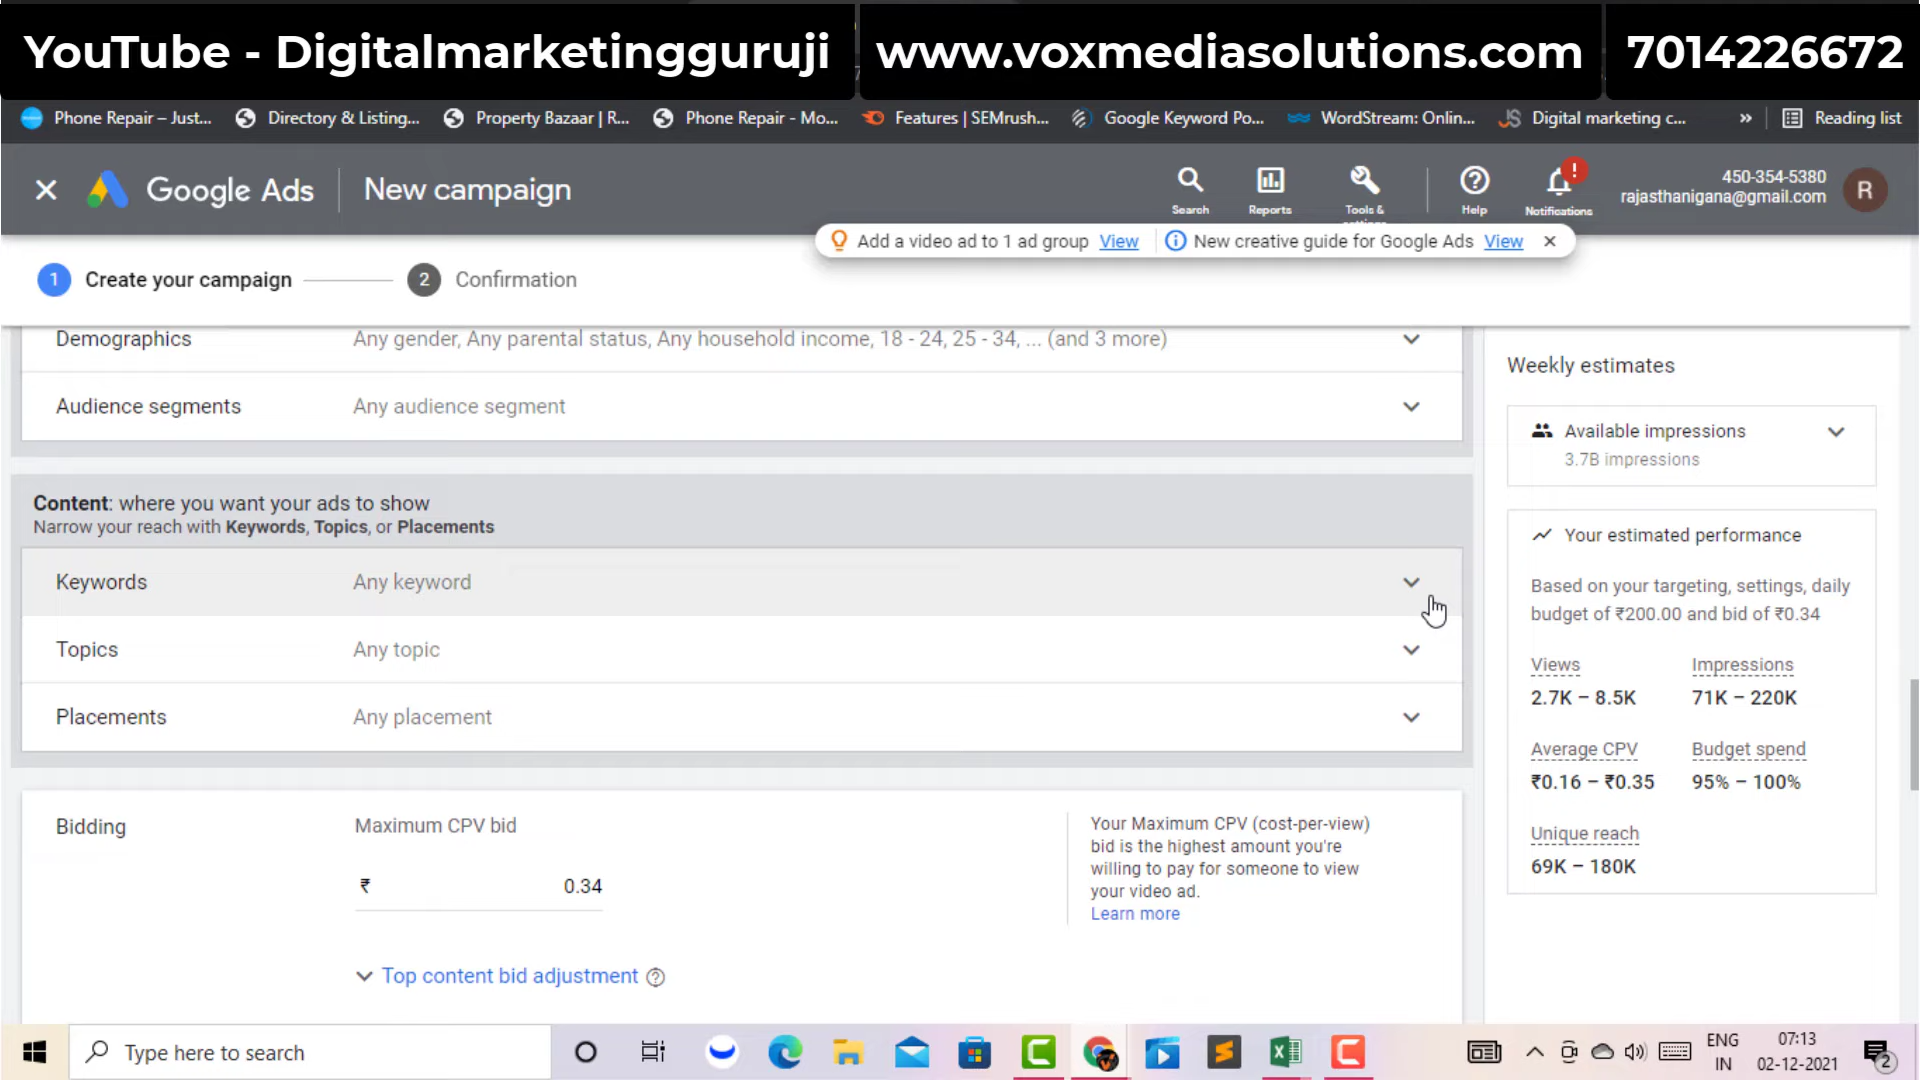 YouTube - Digitalmarketingguruji www.voxmediasolutions.com 7014226672
Phone Repair – Just... Directory & Listing... Property Bazaar | R... Phone Repair - Mo... Features | SEMrush... Google Keyword Po... WordStream: Onlin... Digital marketing c... » Reading list
Google Ads New campaign
Search Reports Tools & Help Notifications
450-354-5380
rajasthanigana@gmail.com R
Add a video ad to 1 ad group View New creative guide for Google Ads View
1 Create your campaign 2 Confirmation
Demographics Any gender, Any parental status, Any household income, 18 - 24, 25 - 34, ... (and 3 more)
Audience segments Any audience segment
Content: where you want your ads to show
Narrow your reach with Keywords, Topics, or Placements
Keywords Any keyword
Topics Any topic
Placements Any placement
Bidding Maximum CPV bid
₹ 0.34
Your Maximum CPV (cost-per-view)
bid is the highest amount you're
willing to pay for someone to view
your video ad.
Learn more
Top content bid adjustment
Weekly estimates
Available impressions
3.7B impressions
Your estimated performance
Based on your targeting, settings, daily
budget of ₹200.00 and bid of ₹0.34
Views Impressions
2.7K – 8.5K 71K – 220K
Average CPV Budget spend
₹0.16 – ₹0.35 95% – 100%
Unique reach
69K – 180K
Type here to search
ENG
IN
07:13
02-12-2021
2